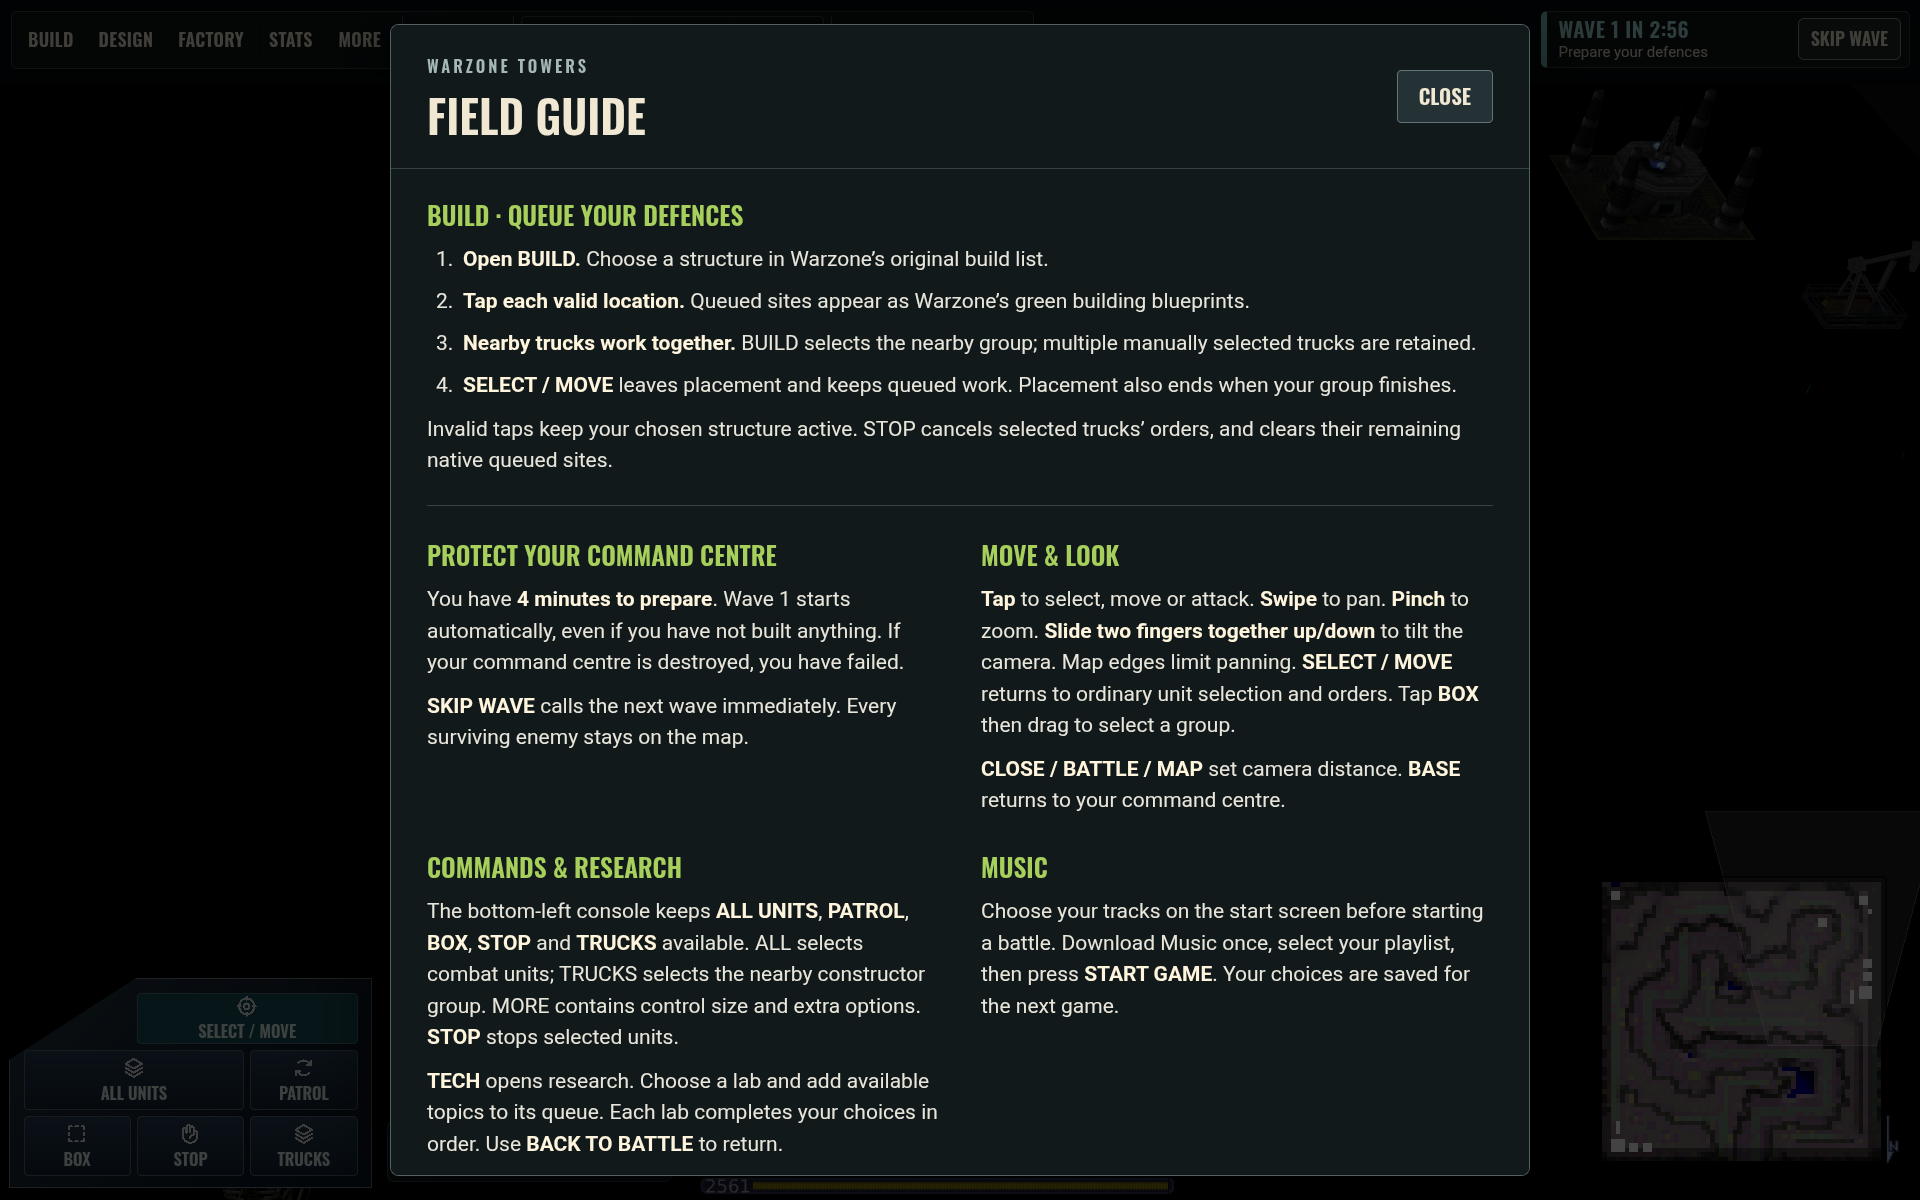 BUILD DESIGN FACTORY STATS MORE
WAVE 1 IN 2:56
Prepare your defences
SKIP WAVE
WARZONE TOWERS
FIELD GUIDE
CLOSE
BUILD · QUEUE YOUR DEFENCES
1. Open BUILD. Choose a structure in Warzone’s original build list.
2. Tap each valid location. Queued sites appear as Warzone’s green building blueprints.
3. Nearby trucks work together. BUILD selects the nearby group; multiple manually selected trucks are retained.
4. SELECT / MOVE leaves placement and keeps queued work. Placement also ends when your group finishes.
Invalid taps keep your chosen structure active. STOP cancels selected trucks’ orders, and clears their remaining
native queued sites.
PROTECT YOUR COMMAND CENTRE
You have 4 minutes to prepare. Wave 1 starts
automatically, even if you have not built anything. If
your command centre is destroyed, you have failed.
SKIP WAVE calls the next wave immediately. Every
surviving enemy stays on the map.
MOVE & LOOK
Tap to select, move or attack. Swipe to pan. Pinch to
zoom. Slide two fingers together up/down to tilt the
camera. Map edges limit panning. SELECT / MOVE
returns to ordinary unit selection and orders. Tap BOX
then drag to select a group.
CLOSE / BATTLE / MAP set camera distance. BASE
returns to your command centre.
COMMANDS & RESEARCH
The bottom-left console keeps ALL UNITS, PATROL,
BOX, STOP and TRUCKS available. ALL selects
combat units; TRUCKS selects the nearby constructor
group. MORE contains control size and extra options.
STOP stops selected units.
TECH opens research. Choose a lab and add available
topics to its queue. Each lab completes your choices in
order. Use BACK TO BATTLE to return.
MUSIC
Choose your tracks on the start screen before starting
a battle. Download Music once, select your playlist,
then press START GAME. Your choices are saved for
the next game.
SELECT / MOVE
ALL UNITS
PATROL
BOX
STOP
TRUCKS
2561
N